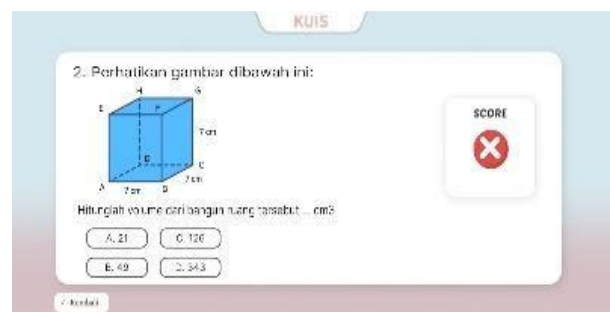 KUIS
2. Perhatikan gambar dibawah ini:
H
G
E
F
7 cm
D
C
7 cm
A
7 cm
B
Hitunglah volume dari bangun ruang tersebut ... cm3
A. 21
C. 126
B. 49
D. 343
SCORE
Kembali